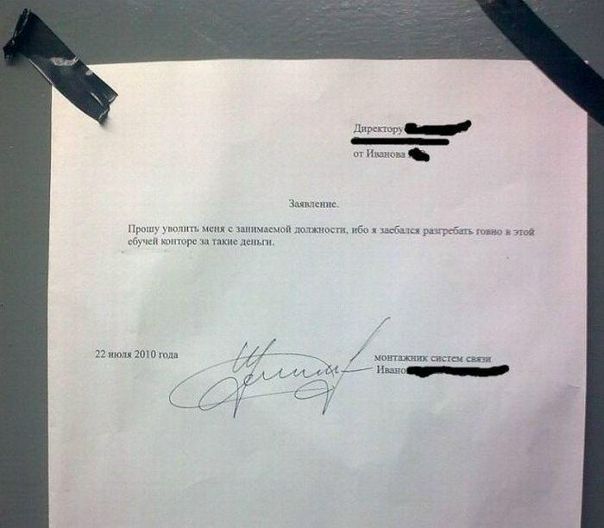 Директору
от Иванова
Заявление.
Прошу уволить меня с занимаемой должности, ибо я заебался разгребать говно в этой
ебучей конторе за такие деньги.
22 июля 2010 года
монтажник систем связи
Ивано